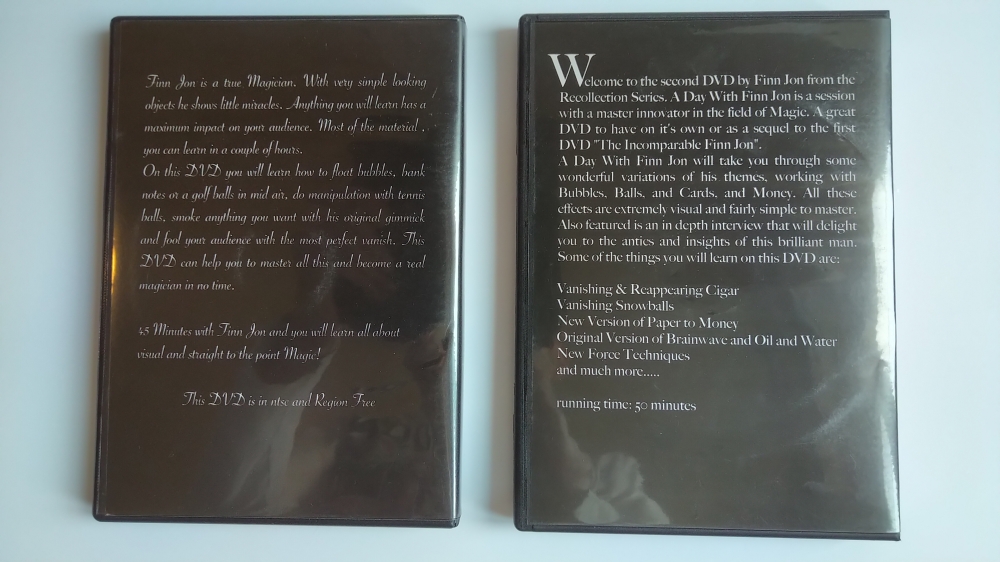 Finn Jon is a true Magician. With very simple looking
objects he shows little miracles. Anything you will learn has a
maximum impact on your audience. Most of the material ,
you can learn in a couple of hours.
On this DVD you will learn how to float bubbles, bank
notes or a golf balls in mid air, do manipulation with tennis
balls, smoke anything you want with his original gimmick
and fool your audience with the most perfect vanish. This
DVD can help you to master all this and become a real
magician in no time.
45 Minutes with Finn Jon and you will learn all about
visual and straight to the point Magic!
This DVD is in ntsc and Region Free
Welcome to the second DVD by Finn Jon from the
Recollection Series. A Day With Finn Jon is a session
with a master innovator in the field of Magic. A great
DVD to have on it's own or as a sequel to the first
DVD "The Incomparable Finn Jon".
A Day With Finn Jon will take you through some
wonderful variations of his themes, working with
Bubbles, Balls, and Cards, and Money. All these
effects are extremely visual and fairly simple to master.
Also featured is an in depth interview that will delight
you to the antics and insights of this brilliant man.
Some of the things you will learn on this DVD are:
Vanishing & Reappearing Cigar
Vanishing Snowballs
New Version of Paper to Money
Original Version of Brainwave and Oil and Water
New Force Techniques
and much more.....
running time: 50 minutes